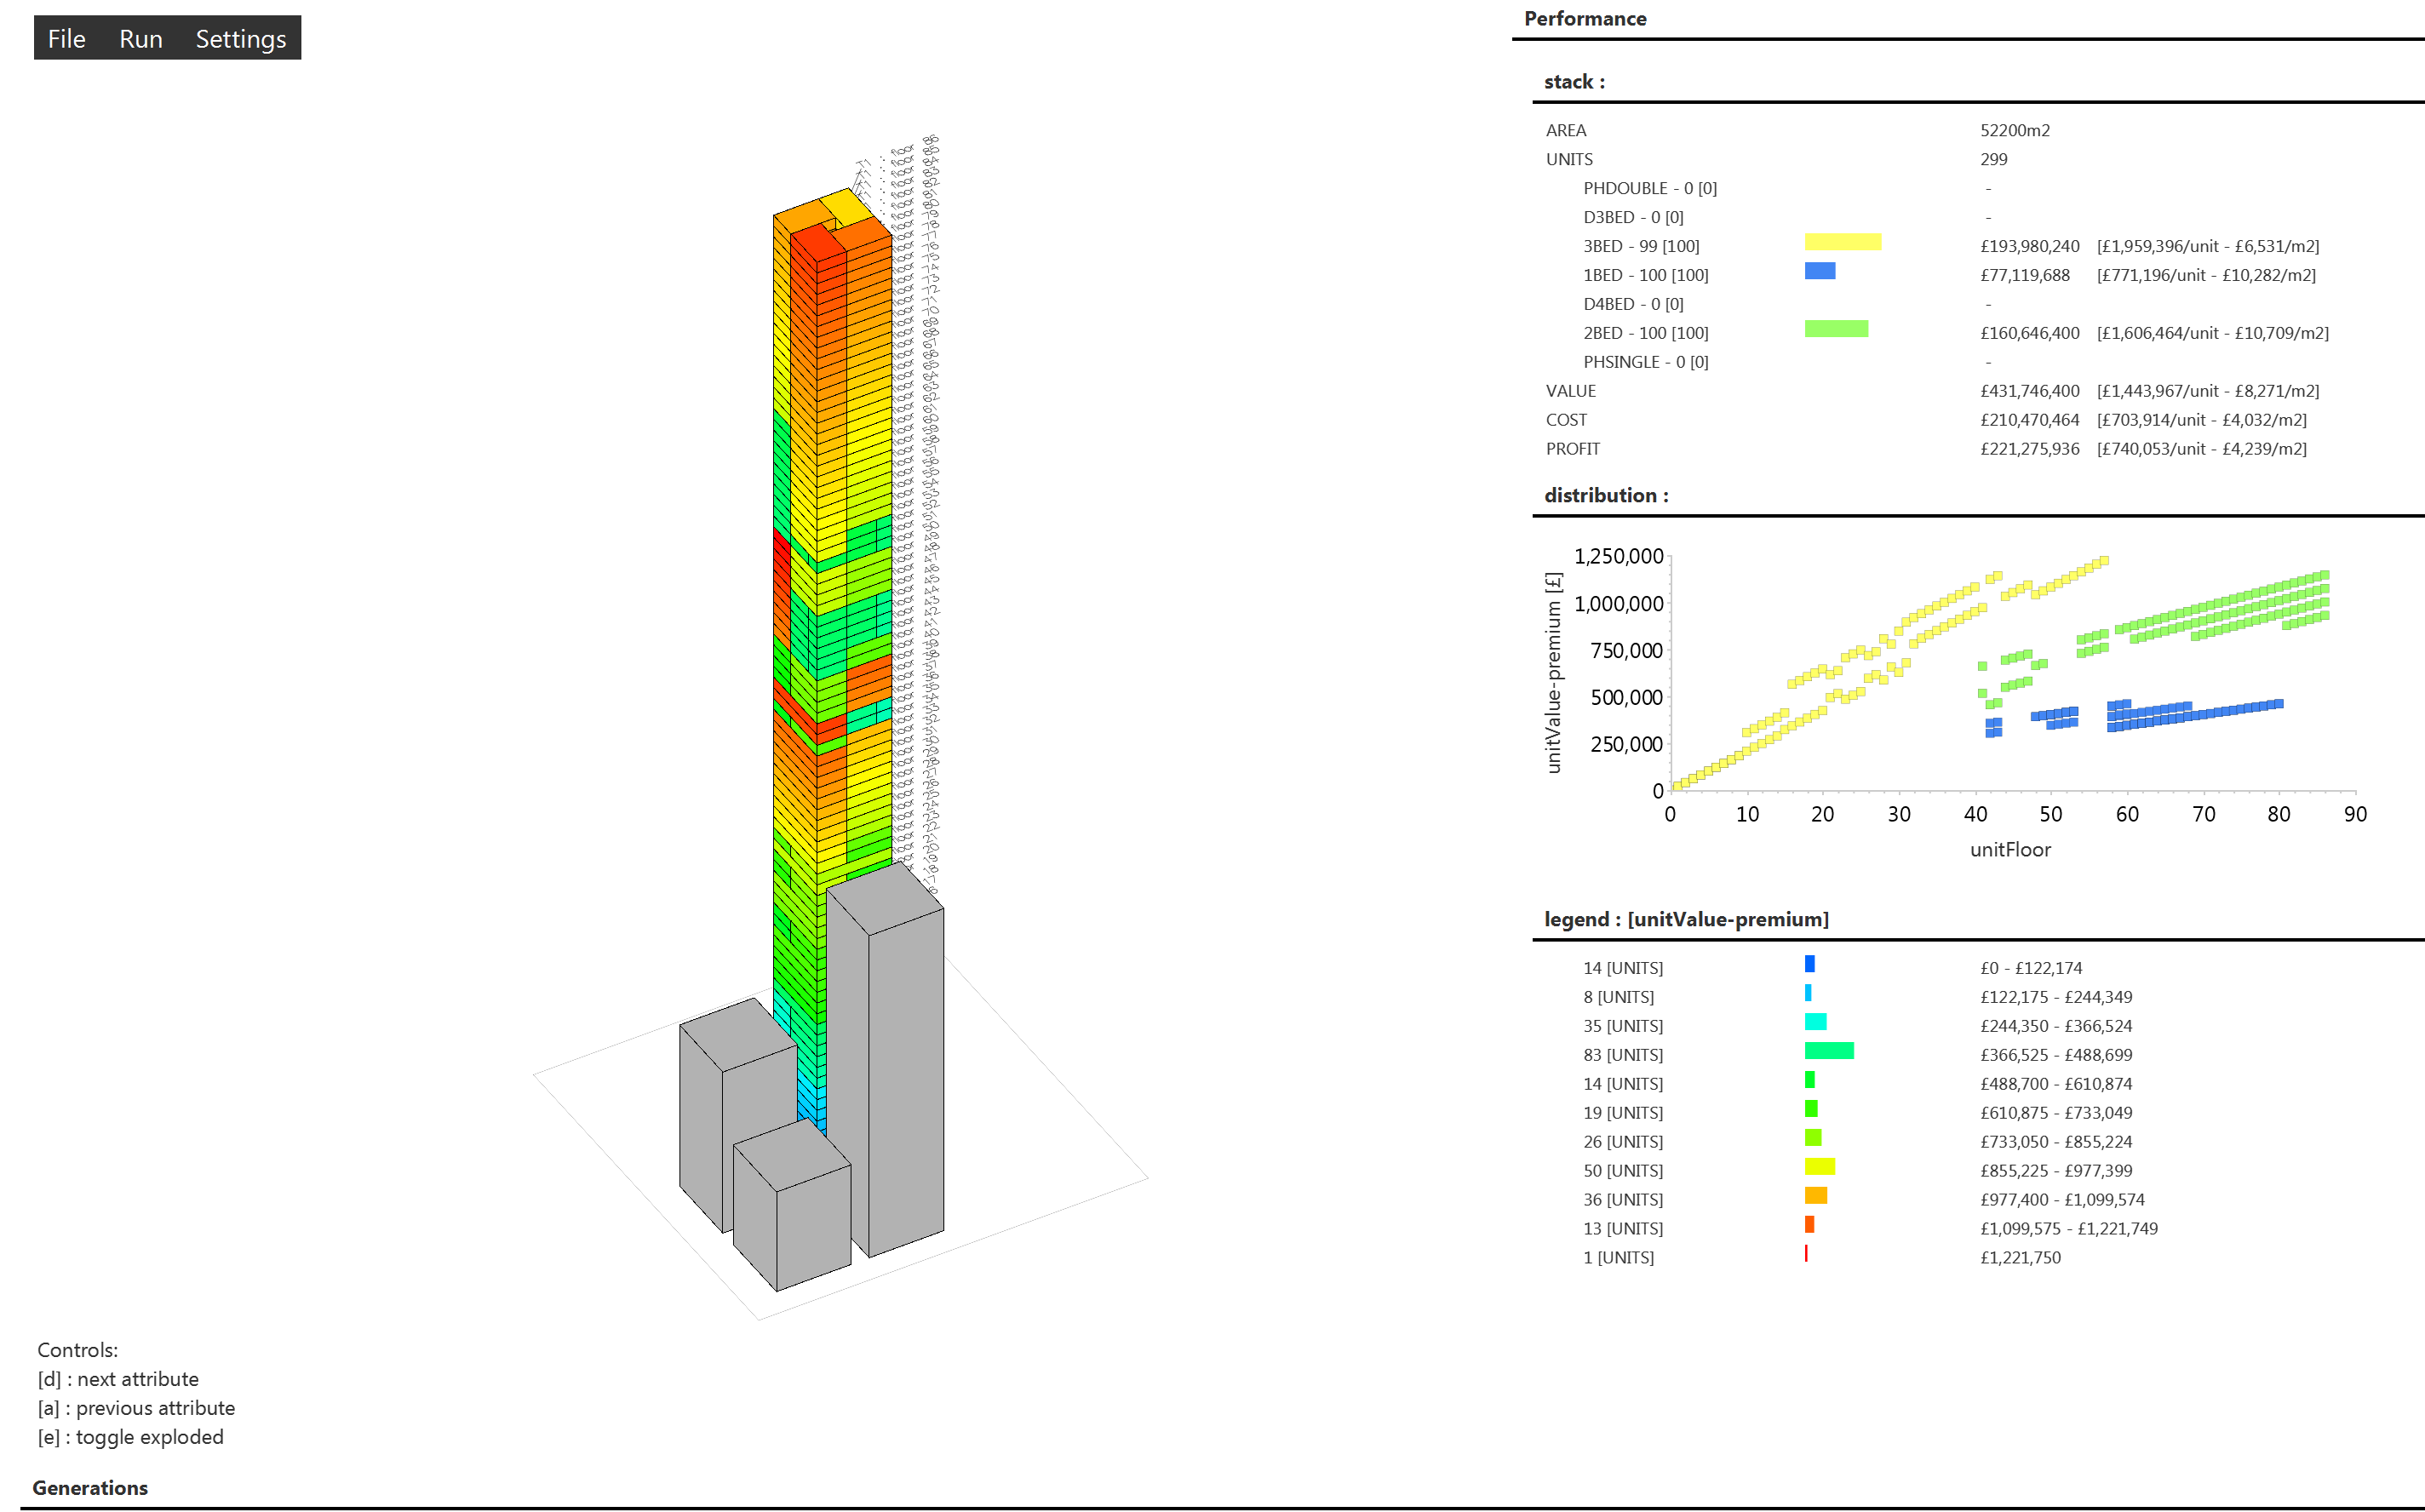 File Run Settings
Performance
stack :
AREA 52200m2
UNITS 299
PHDOUBLE - 0 [0] -
D3BED - 0 [0] -
3BED - 99 [100] £193,980,240 [£1,959,396/unit - £6,531/m2]
1BED - 100 [100] £77,119,688 [£771,196/unit - £10,282/m2]
D4BED - 0 [0] -
2BED - 100 [100] £160,646,400 [£1,606,464/unit - £10,709/m2]
PHSINGLE - 0 [0] -
VALUE £431,746,400 [£1,443,967/unit - £8,271/m2]
COST £210,470,464 [£703,914/unit - £4,032/m2]
PROFIT £221,275,936 [£740,053/unit - £4,239/m2]
distribution :
unitValue-premium [£]
1,250,000
1,000,000
750,000
500,000
250,000
0
0 10 20 30 40 50 60 70 80 90
unitFloor
legend : [unitValue-premium]
14 [UNITS] £0 - £122,174
8 [UNITS] £122,175 - £244,349
35 [UNITS] £244,350 - £366,524
83 [UNITS] £366,525 - £488,699
14 [UNITS] £488,700 - £610,874
19 [UNITS] £610,875 - £733,049
26 [UNITS] £733,050 - £855,224
50 [UNITS] £855,225 - £977,399
36 [UNITS] £977,400 - £1,099,574
13 [UNITS] £1,099,575 - £1,221,749
1 [UNITS] £1,221,750
Controls:
[d] : next attribute
[a] : previous attribute
[e] : toggle exploded
Generations